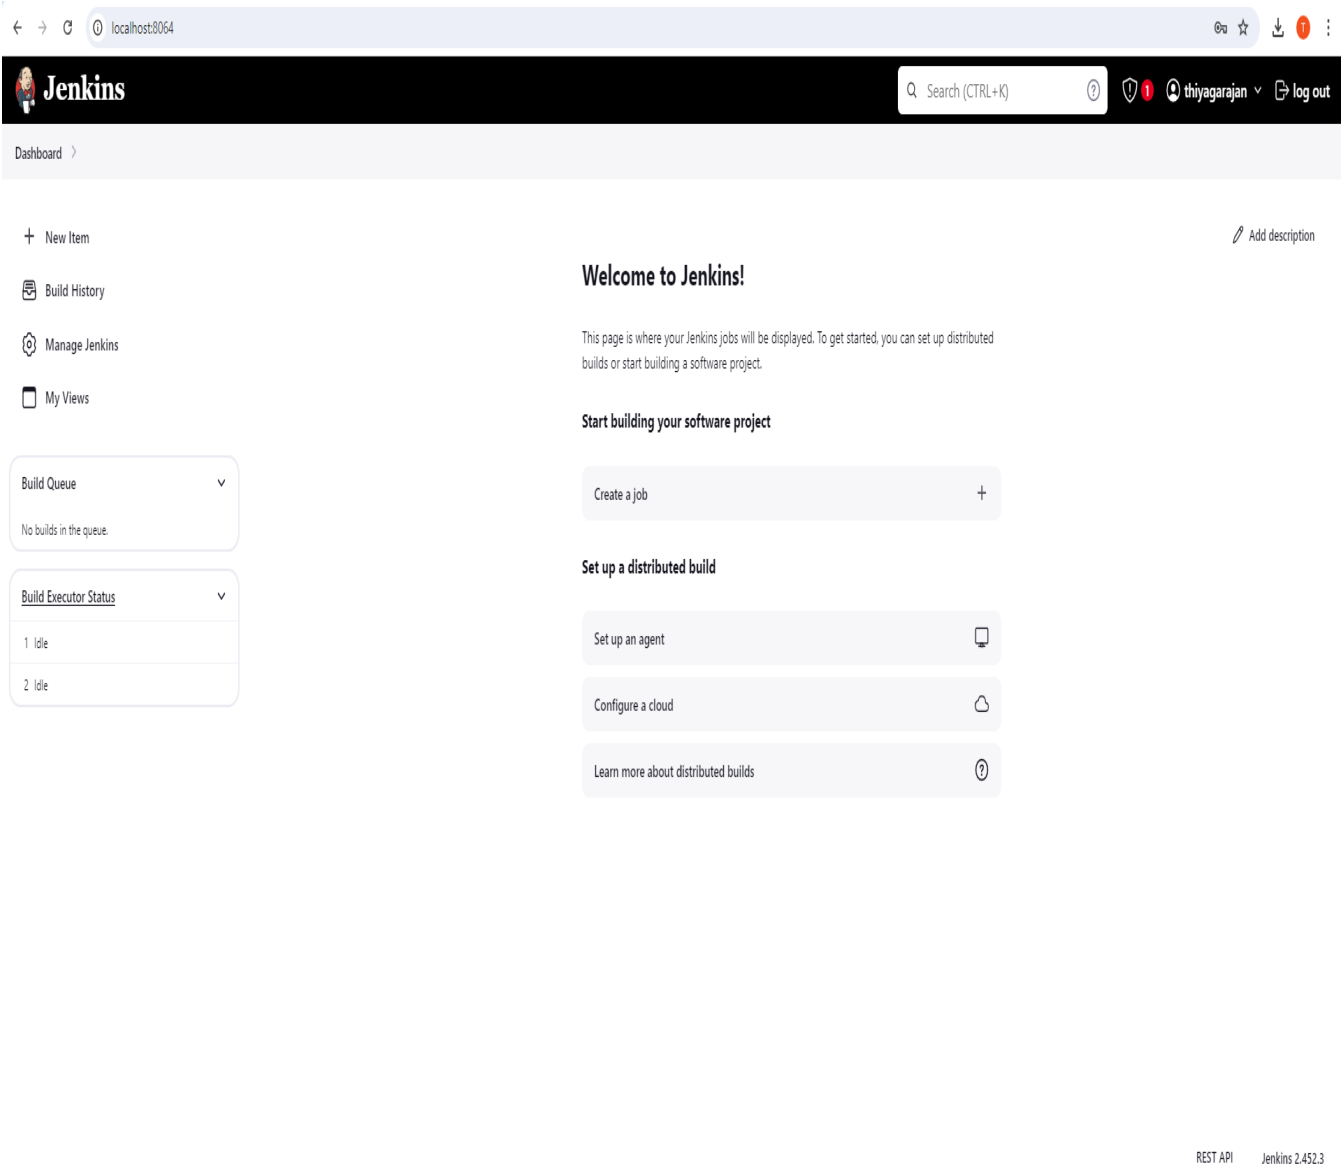 localhost:8064
T
Jenkins
Search (CTRL+K)
?
1
thiyagarajan
log out
Dashboard
New Item
Add description
Build History
Manage Jenkins
My Views
Build Queue
No builds in the queue.
Build Executor Status
1 Idle
2 Idle
Welcome to Jenkins!
This page is where your Jenkins jobs will be displayed. To get started, you can set up distributed
builds or start building a software project.
Start building your software project
Create a job
Set up a distributed build
Set up an agent
Configure a cloud
Learn more about distributed builds
?
REST API
Jenkins 2.452.3